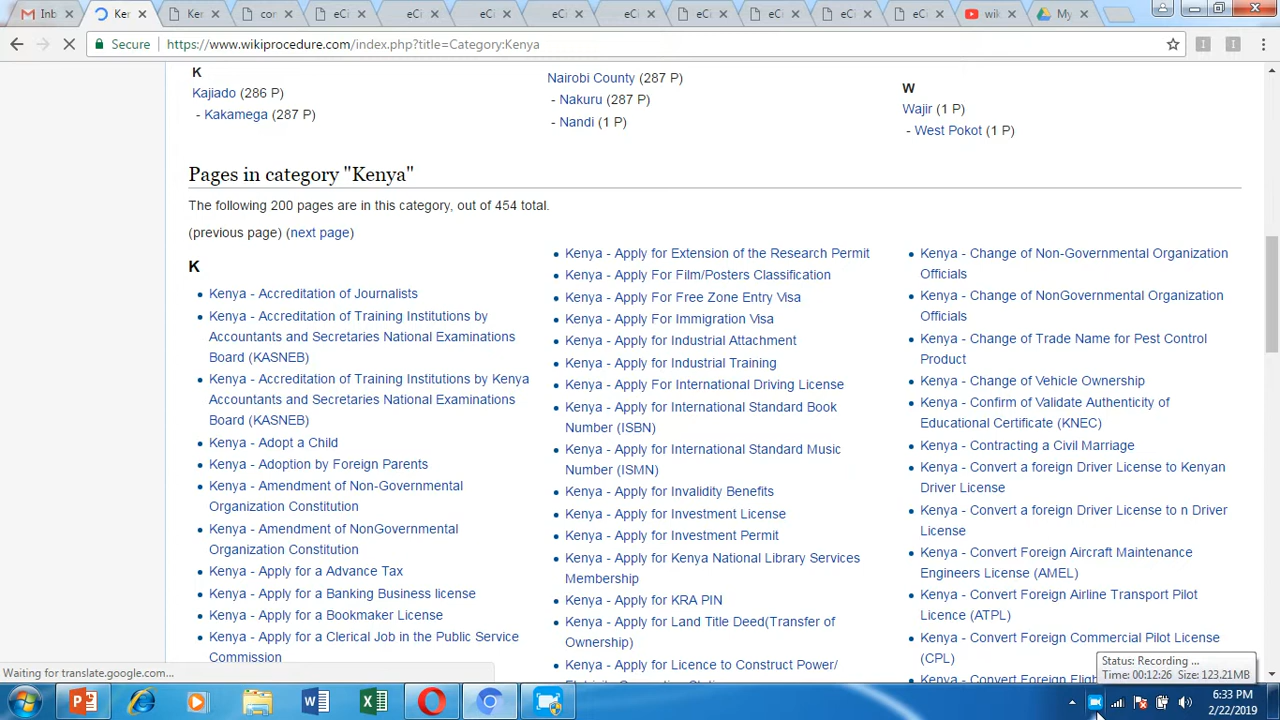 Inb
Ker
Ker
cor
eCi
eC
eC
eC
eC
eCi
eCi
eCi
eCi
wik
My
Secure
https://www.wikiprocedure.com/index.php?title=Category:Kenya
K
Kajiado (286 P)
- Kakamega (287 P)
Nairobi County (287 P)
- Nakuru (287 P)
- Nandi (1 P)
W
Wajir (1 P)
- West Pokot (1 P)
Pages in category "Kenya"
The following 200 pages are in this category, out of 454 total.
(previous page) (next page)
K
Kenya - Accreditation of Journalists
Kenya - Accreditation of Training Institutions by
Accountants and Secretaries National Examinations
Board (KASNEB)
Kenya - Accreditation of Training Institutions by Kenya
Accountants and Secretaries National Examinations
Board (KASNEB)
Kenya - Adopt a Child
Kenya - Adoption by Foreign Parents
Kenya - Amendment of Non-Governmental
Organization Constitution
Kenya - Amendment of NonGovernmental
Organization Constitution
Kenya - Apply for a Advance Tax
Kenya - Apply for a Banking Business license
Kenya - Apply for a Bookmaker License
Kenya - Apply for a Clerical Job in the Public Service
Commission
Kenya - Apply for Extension of the Research Permit
Kenya - Apply For Film/Posters Classification
Kenya - Apply For Free Zone Entry Visa
Kenya - Apply For Immigration Visa
Kenya - Apply for Industrial Attachment
Kenya - Apply for Industrial Training
Kenya - Apply For International Driving License
Kenya - Apply for International Standard Book
Number (ISBN)
Kenya - Apply for International Standard Music
Number (ISMN)
Kenya - Apply for Invalidity Benefits
Kenya - Apply for Investment License
Kenya - Apply for Investment Permit
Kenya - Apply for Kenya National Library Services
Membership
Kenya - Apply for KRA PIN
Kenya - Apply for Land Title Deed(Transfer of
Ownership)
Kenya - Apply for Licence to Construct Power/
Kenya - Change of Non-Governmental Organization
Officials
Kenya - Change of NonGovernmental Organization
Officials
Kenya - Change of Trade Name for Pest Control
Product
Kenya - Change of Vehicle Ownership
Kenya - Confirm of Validate Authenticity of
Educational Certificate (KNEC)
Kenya - Contracting a Civil Marriage
Kenya - Convert a foreign Driver License to Kenyan
Driver License
Kenya - Convert a foreign Driver License to n Driver
License
Kenya - Convert Foreign Aircraft Maintenance
Engineers License (AMEL)
Kenya - Convert Foreign Airline Transport Pilot
Licence (ATPL)
Kenya - Convert Foreign Commercial Pilot License
(CPL)
Waiting for translate.google.com...
Status: Recording ...
Time: 00:12:26 Size: 123.21MB
6:33 PM
2/22/2019